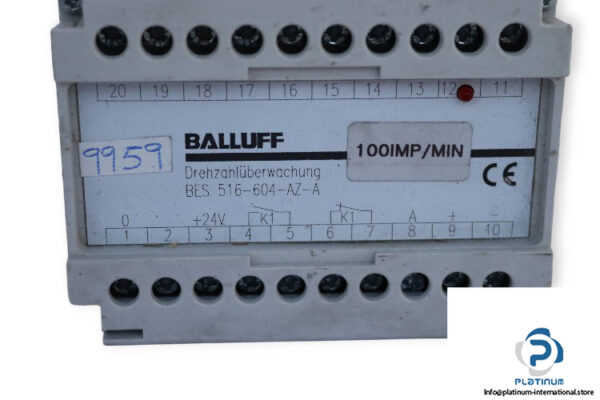 20 19 18 17 16 15 14 13 12 11
9959
BALLUFF
100IMP/MIN
Drehzahlüberwachung
BES 516-604-AZ-A
CE
0 +24V K1 K1 A + -
1 2 3 4 5 6 7 8 9 10
PLATINUM
Info@platinum-international.store